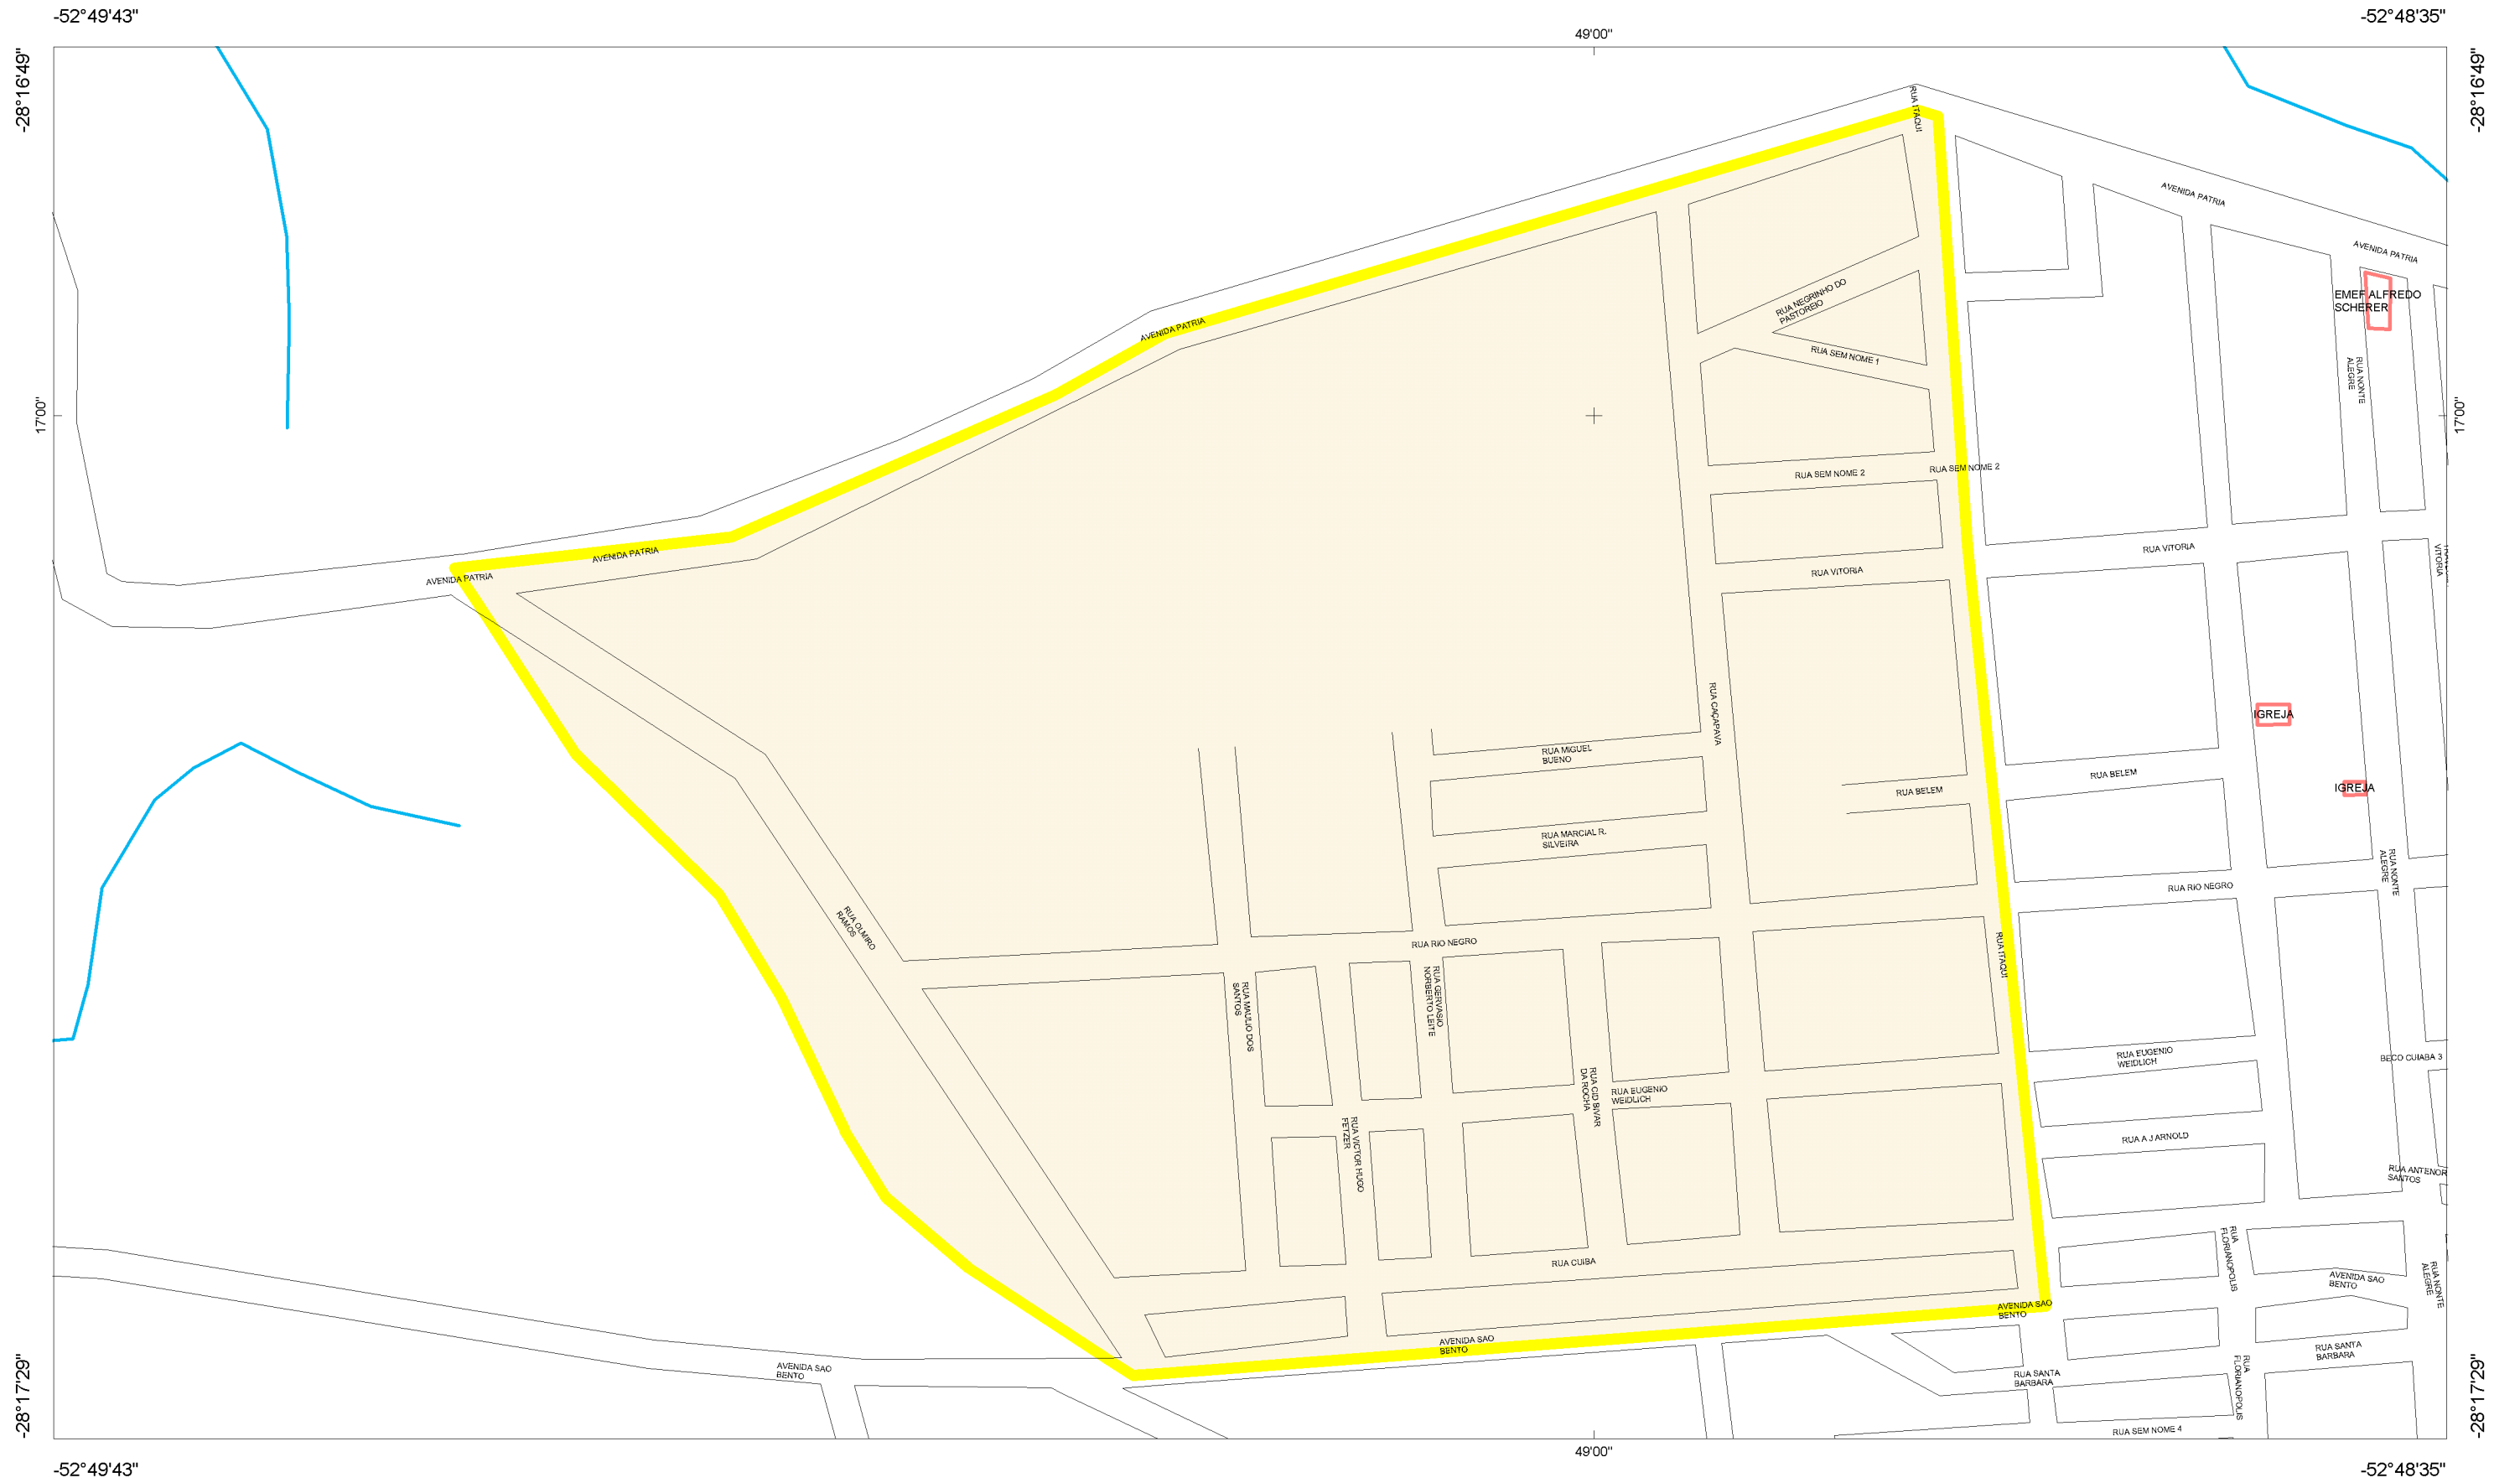 -52°49'43"
-52°48'35"
49'00"
-28°16'49"
-28°16'49"
RUA ITAQUI
AVENIDA PATRIA
AVENIDA PATRIA
EMEF ALFREDO
SCHERER
RUA NEGRINHO DO
PASTOREIO
AVENIDA PATRIA
RUA SEM NOME 1
RUA NONTE
ALEGRE
17'00"
17'00"
RUA SEM NOME 2
RUA SEM NOME 2
AVENIDA PATRIA
AVENIDA PATRIA
RUA VITORIA
RUA VITORIA
VITORIA
RUA CAÇAPAVA
IGREJA
RUA MIGUEL
BUENO
RUA BELEM
RUA BELEM
IGREJA
RUA MARCIAL R.
SILVEIRA
RUA NONTE
ALEGRE
RUA RIO NEGRO
RUA OLMIRO
RAMOS
RUA RIO NEGRO
RUA ITAQUI
RUA MAULIO DOS
SANTOS
RUA GERVASIO
NORBERTO LEITE
RUA EUGENIO
WEIDLICH
BECO CUIABA 3
RUA CID BIVAR
DA ROCHA
RUA EUGENIO
WEIDLICH
RUA VICTOR HUGO
FETZER
RUA A J ARNOLD
RUA ANTENOR
SANTOS
RUA
FLORIANOPOLIS
RUA CUIBA
AVENIDA SAO
BENTO
RUA NONTE
ALEGRE
AVENIDA SAO
BENTO
AVENIDA SAO
BENTO
RUA SANTA
BARBARA
AVENIDA SAO
BENTO
RUA SANTA
BARBARA
RUA
FLORIANOPOLIS
RUA SEM NOME 4
-28°17'29"
-28°17'29"
49'00"
-52°49'43"
-52°48'35"